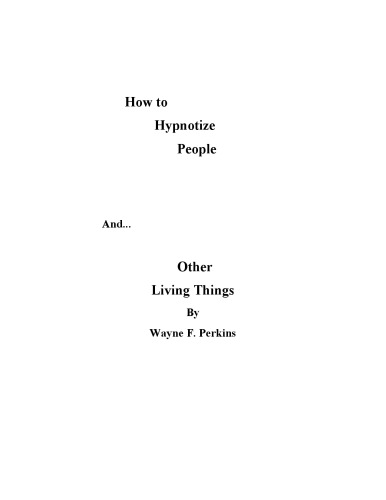 How to
Hypnotize
People
And...
Other
Living Things
By
Wayne F. Perkins